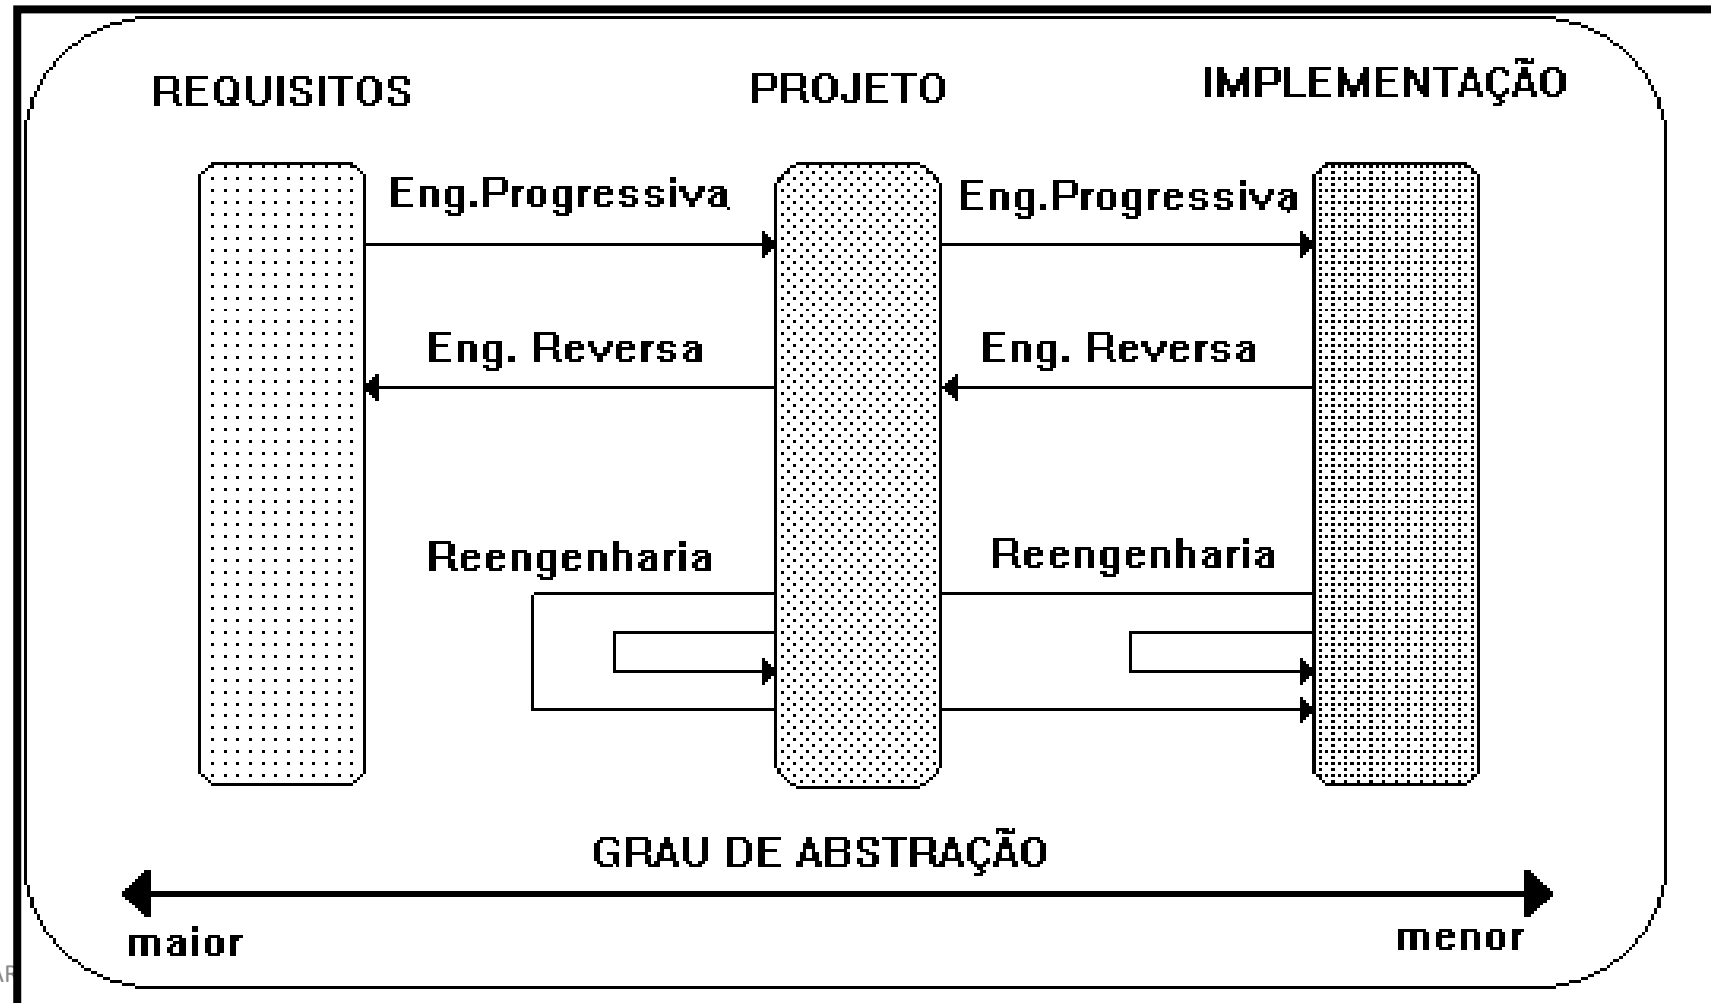 REQUISITOS
PROJETO
IMPLEMENTAÇÃO
Eng.Progressiva
Eng.Progressiva
Eng. Reversa
Eng. Reversa
Reengenharia
Reengenharia
GRAU DE ABSTRAÇÃO
maior
menor